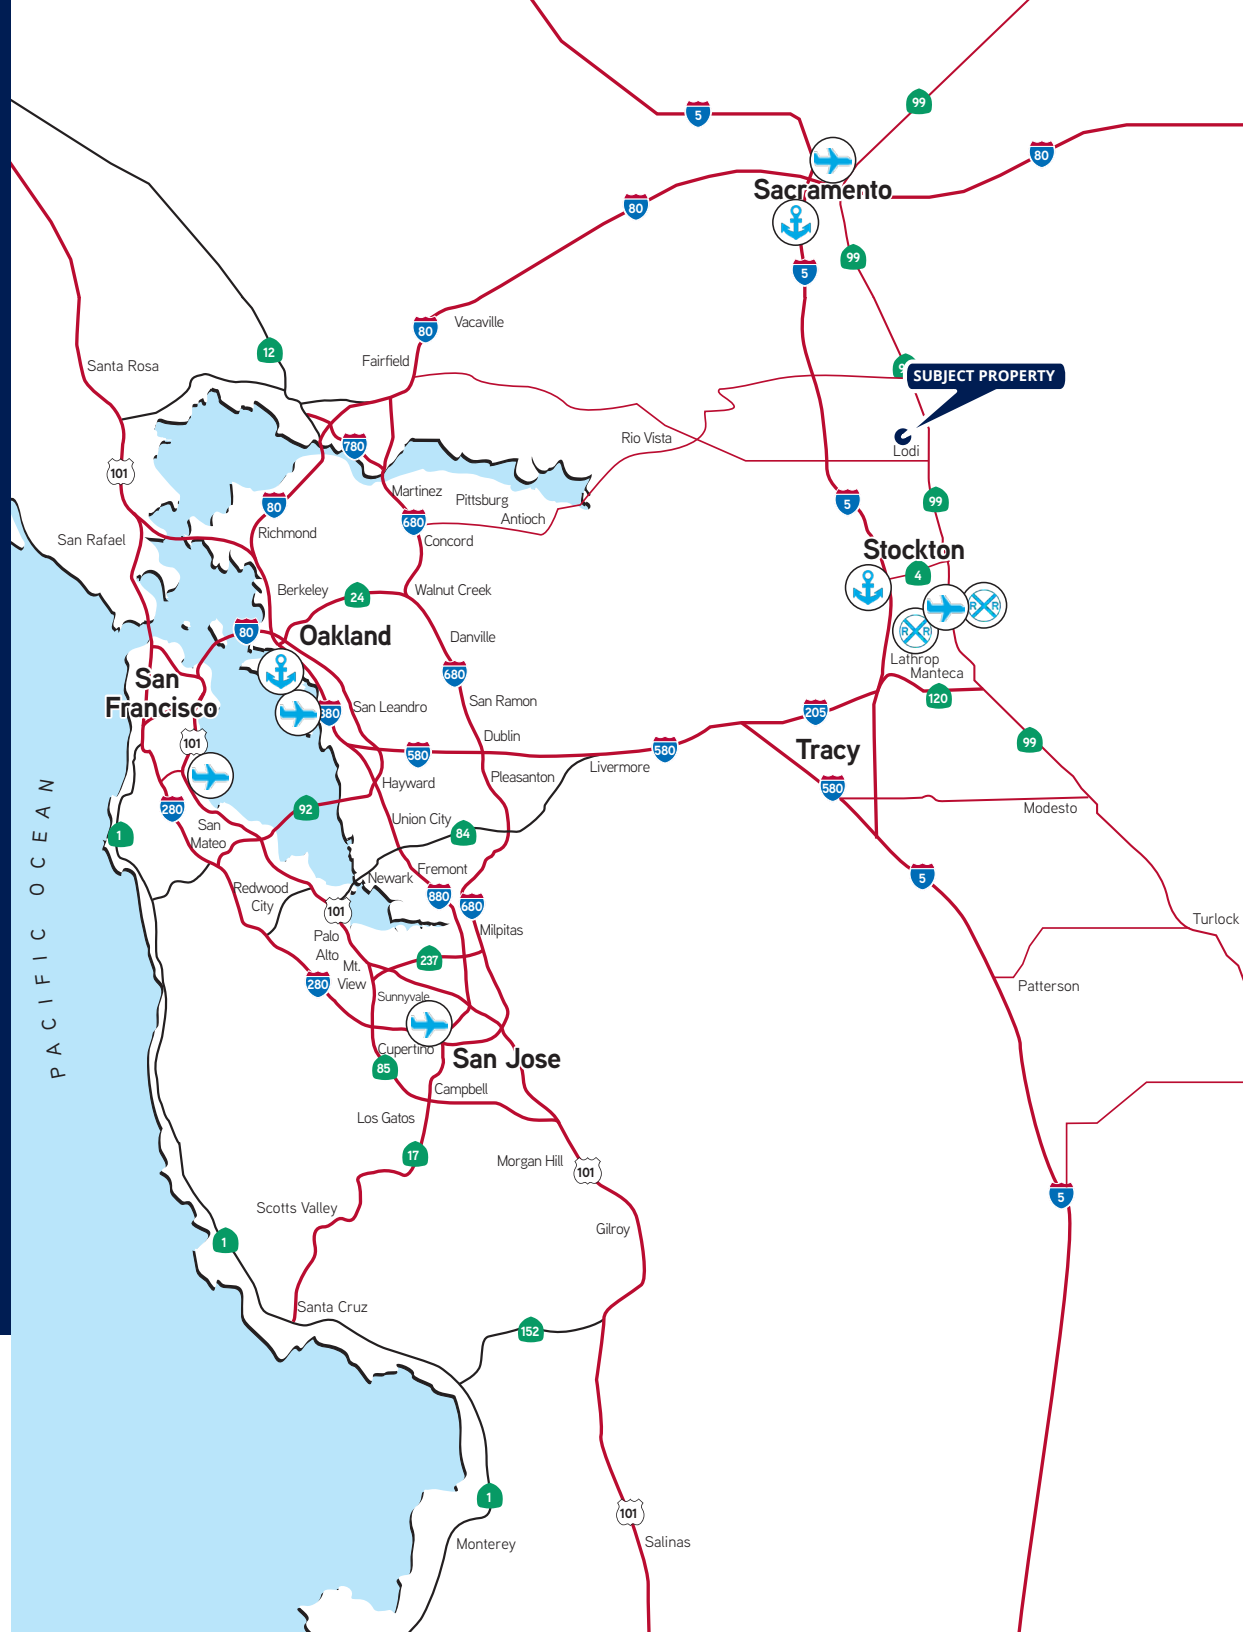 99
5
80
80
Sacramento
99
5
80
Vacaville
12
Fairfield
Santa Rosa
SUBJECT PROPERTY
Rio Vista
780
Lodi
101
Martinez
Pittsburg
80
5
99
Antioch
680
Richmond
San Rafael
Concord
Stockton
4
Berkeley
24
Walnut Creek
R R
R R
80
Oakland
Danville
Lathrop
Manteca
680
San
Francisco
120
San Ramon
San Leandro
205
880
Dublin
101
99
580
580
Tracy
Livermore
Pleasanton
Hayward
580
PACIFIC OCEAN
280
92
Modesto
Union City
San
Mateo
1
84
Fremont
Newark
5
Redwood
City
880
680
101
Turlock
Milpitas
Palo
Alto
237
Mt.
View
280
Patterson
Sunnyvale
Cupertino
San Jose
85
Campbell
Los Gatos
17
Morgan Hill
101
5
Scotts Valley
Gilroy
1
Santa Cruz
152
1
101
Monterey
Salinas